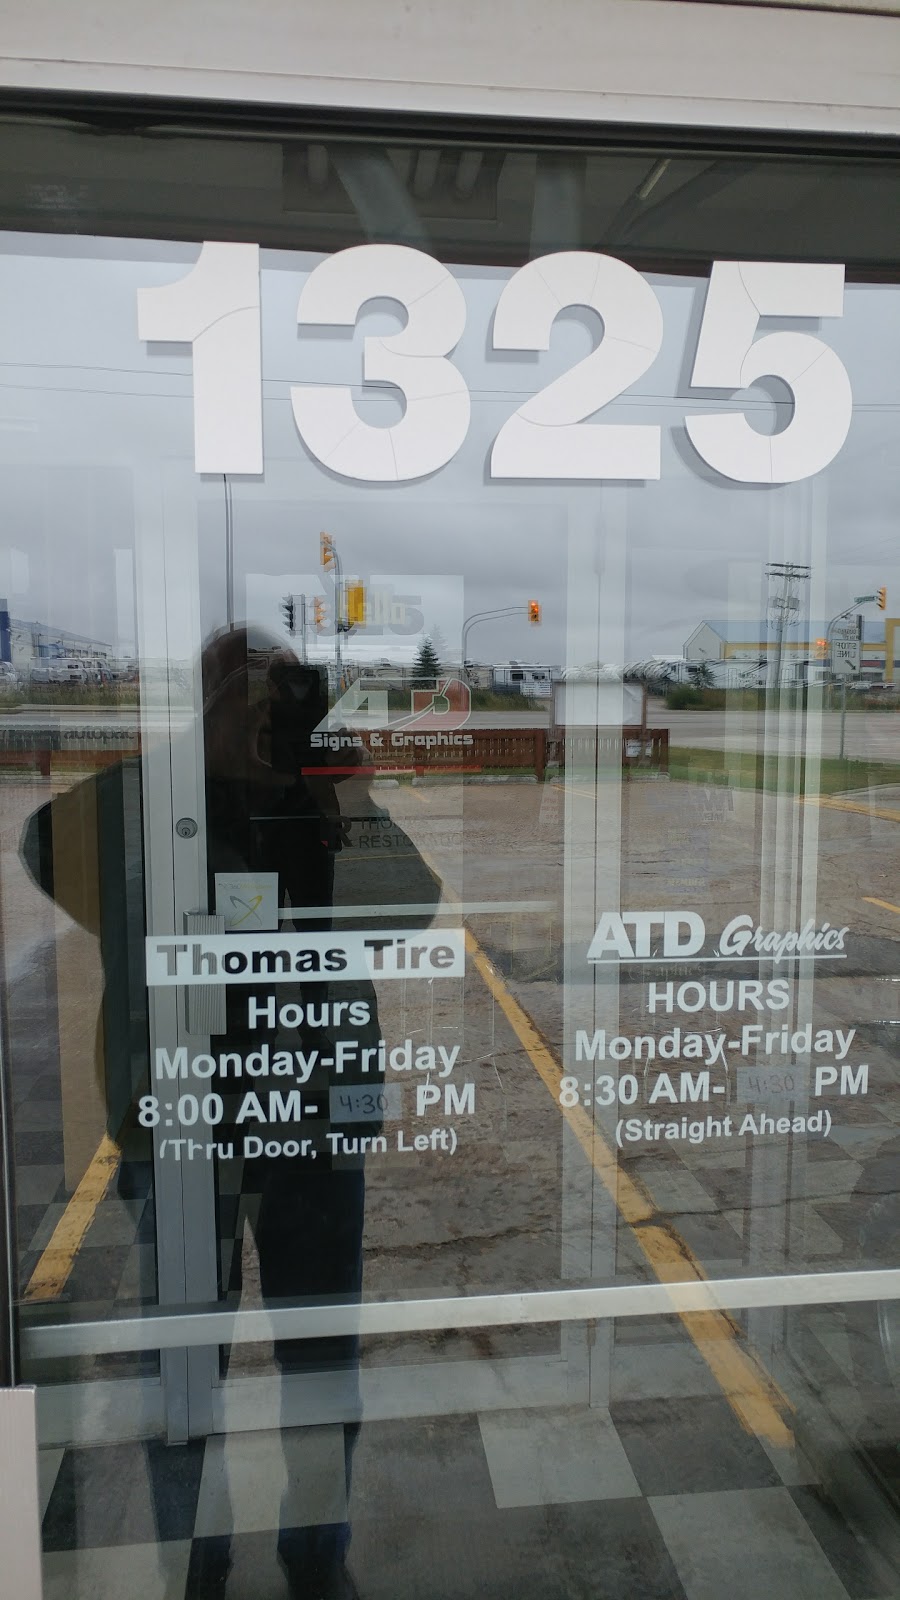 1325
Signs & Graphics
Thomas Tire
Hours
Monday-Friday
8:00 AM- 4:30 PM
(Thru Door, Turn Left)
ATD Graphics
HOURS
Monday-Friday
8:30 AM- 4:30 PM
(Straight Ahead)